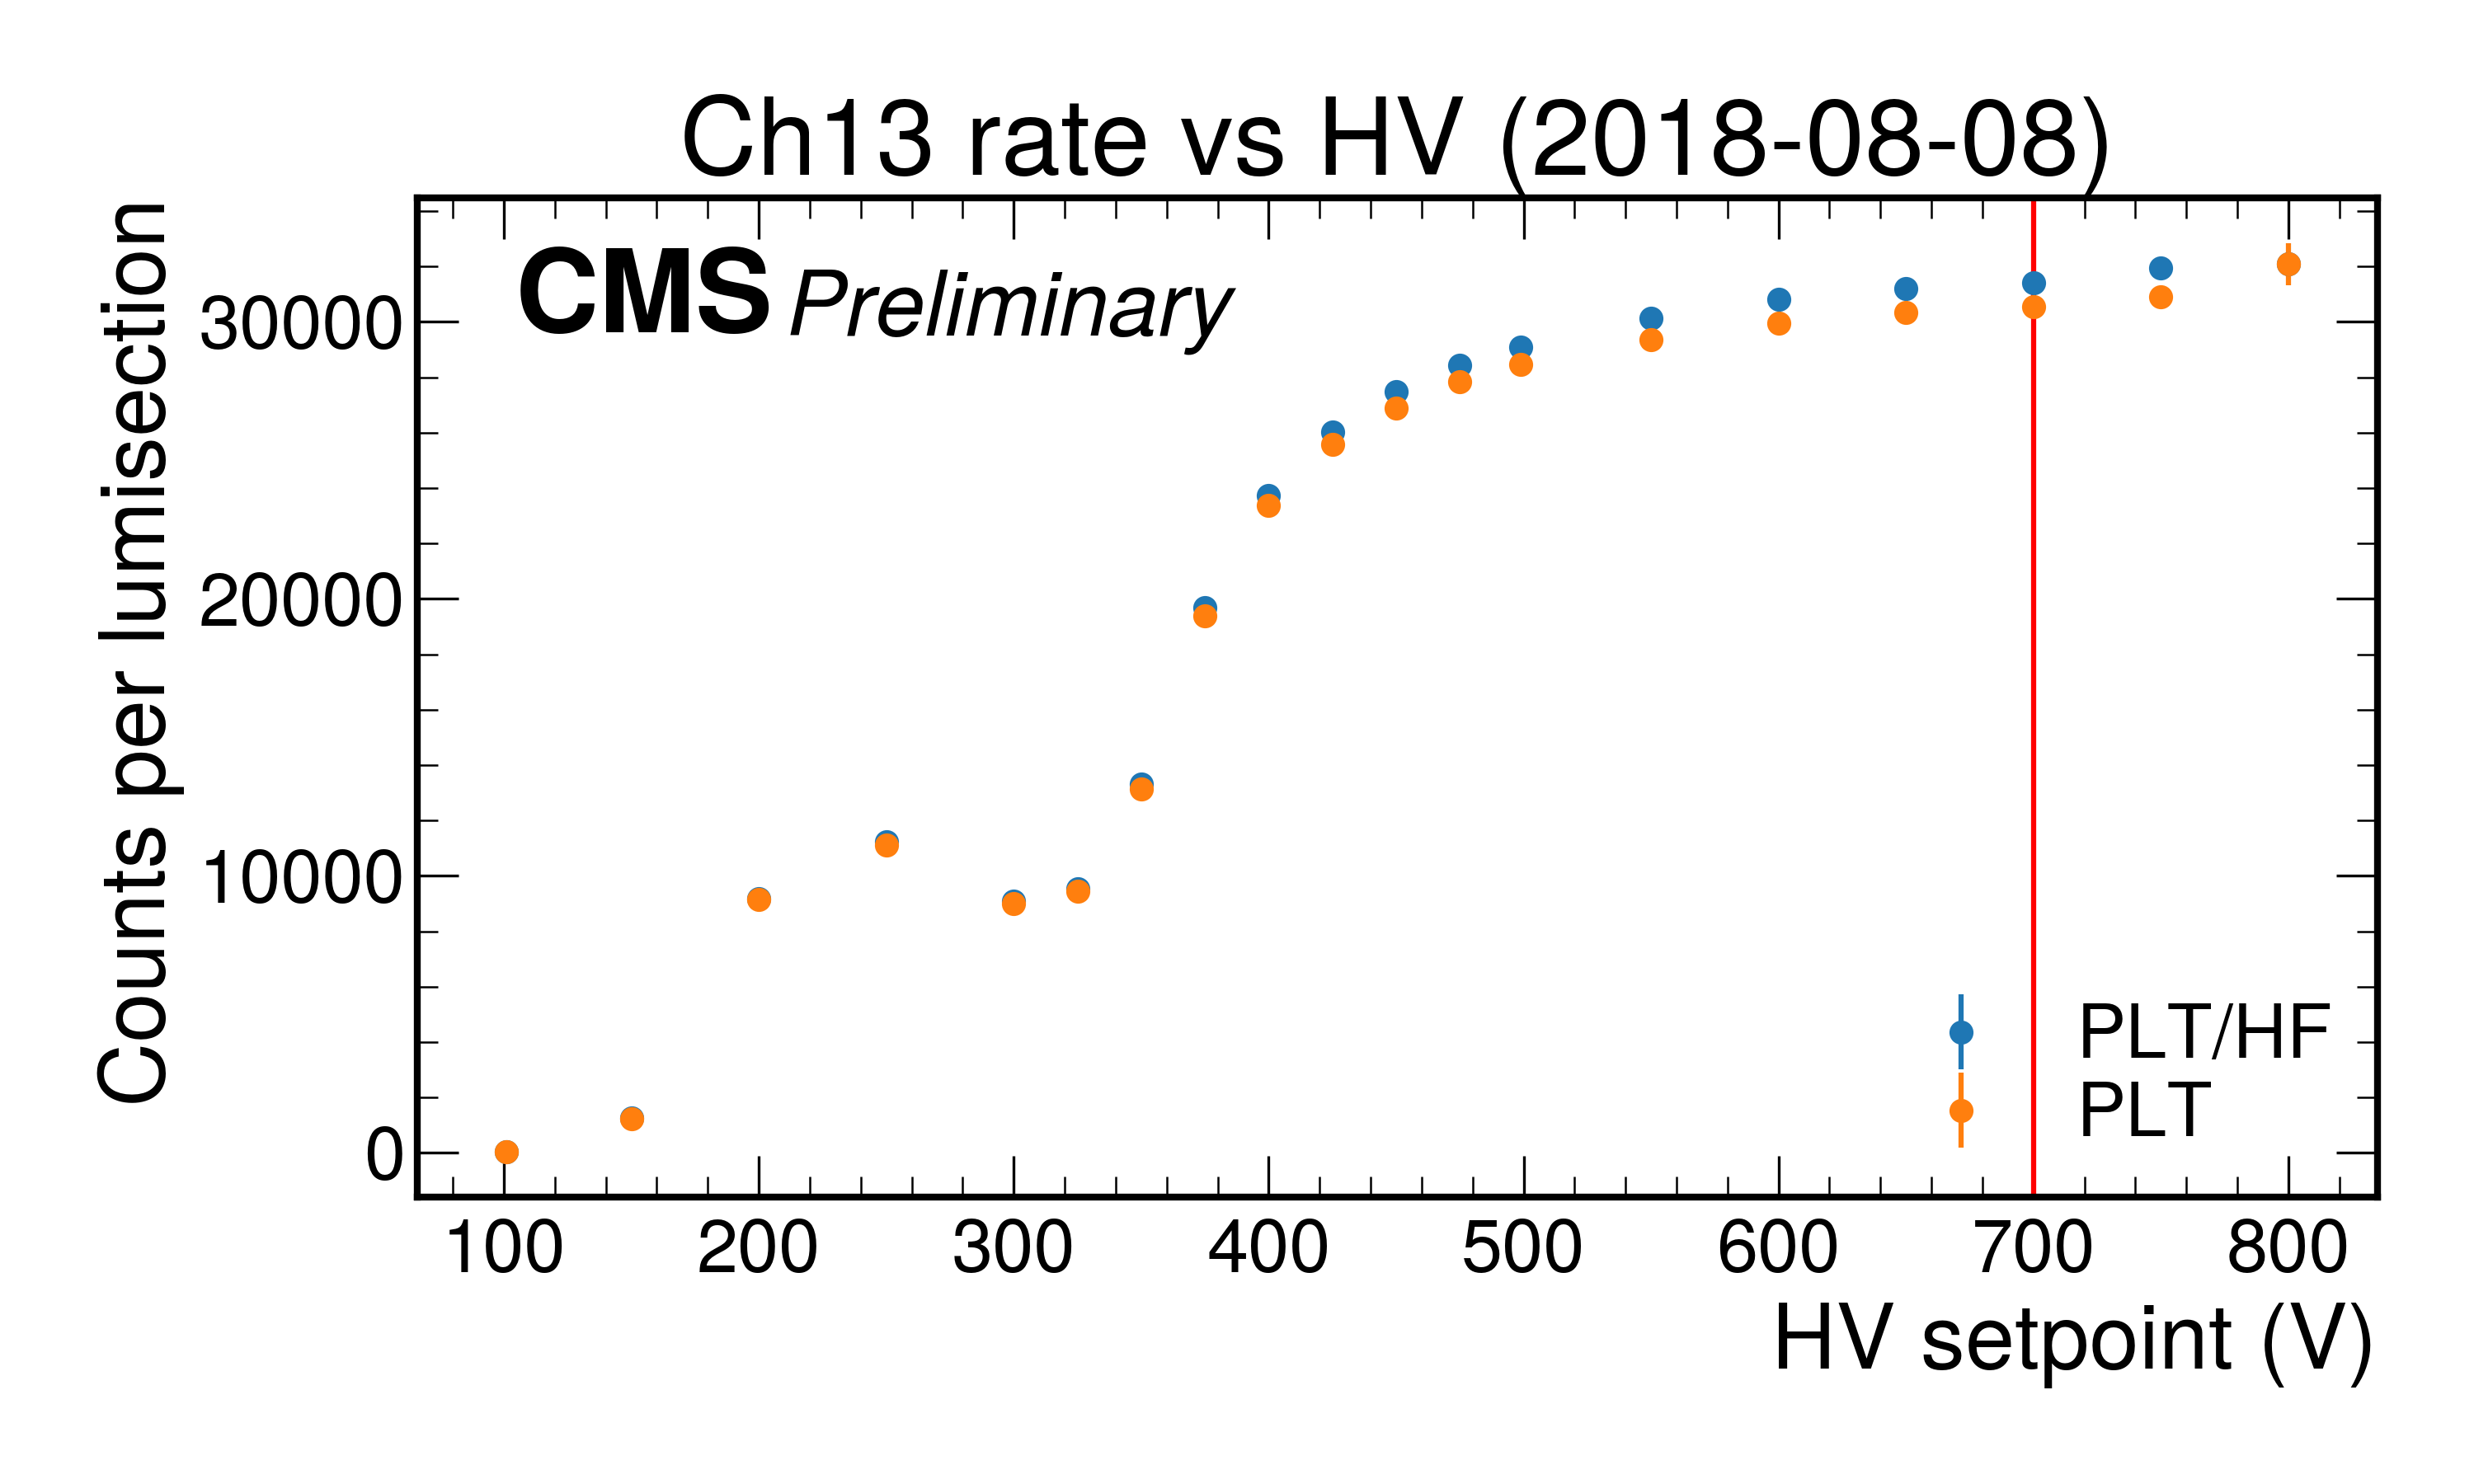 Ch13 rate vs HV (2018-08-08)
CMS Preliminary
Counts per lumisection
30000
20000
10000
0
PLT/HF
PLT
100 200 300 400 500 600 700 800
HV setpoint (V)